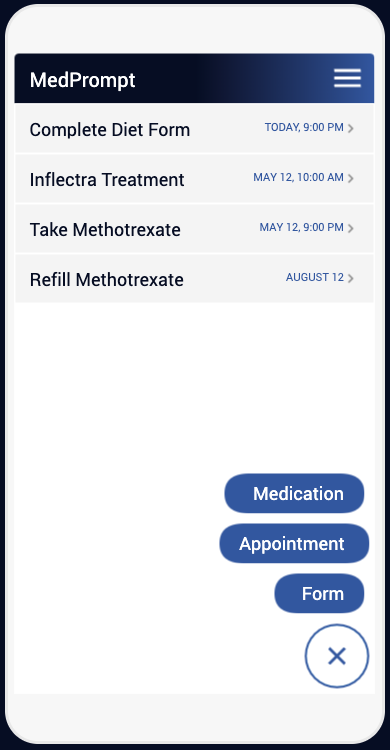 MedPrompt
Complete Diet Form TODAY, 9:00 PM
Inflectra Treatment MAY 12, 10:00 AM
Take Methotrexate MAY 12, 9:00 PM
Refill Methotrexate AUGUST 12
Medication
Appointment
Form